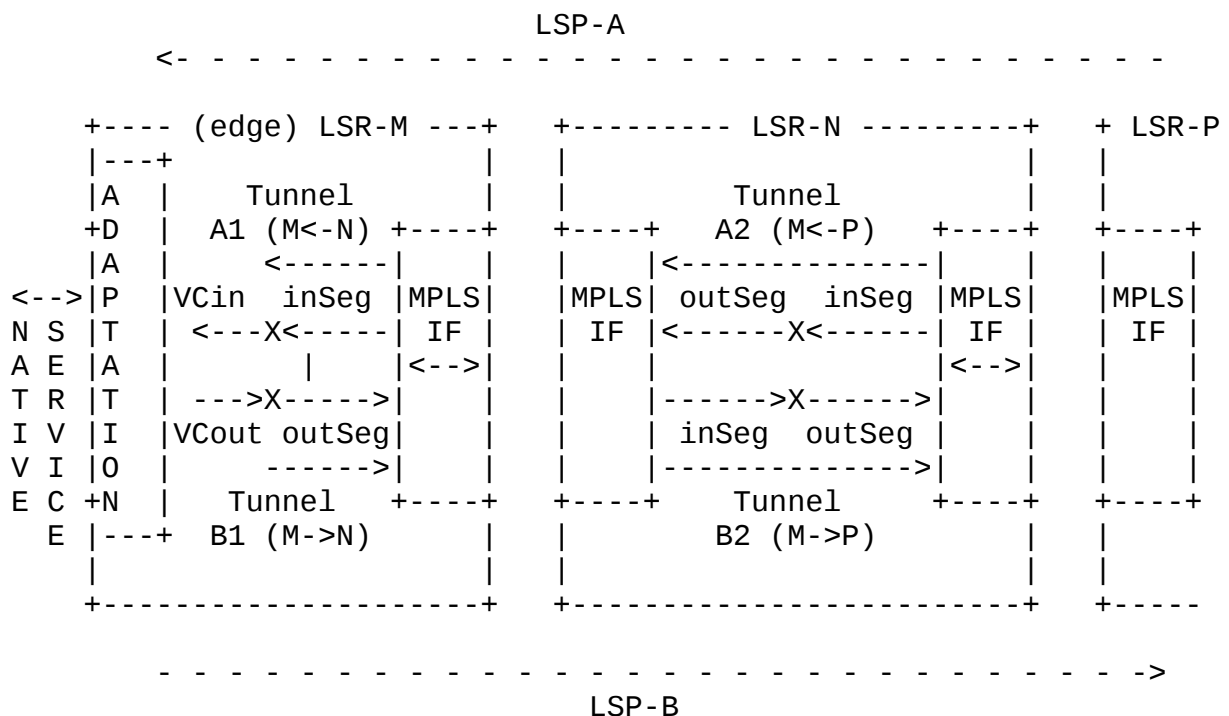 LSP-A
          <- - - - - - - - - - - - - - - - - - - - - - - - - - - -

     +---- (edge) LSR-M ---+    +--------- LSR-N ---------+    + LSR-P
     |---+                 |    |                         |    |
     |A  |     Tunnel      |    |         Tunnel          |    |
     +D  |  A1 (M<-N) +----+    +----+   A2 (M<-P)   +----+    +----+
     |A  |     <------|    |    |    |<--------------|    |    |    |
<-->|P  |VCin  inSeg |MPLS|    |MPLS| outSeg  inSeg |MPLS|    |MPLS|
N S  |T  | <---X<-----| IF |    | IF |<------X<------| IF |    | IF |
A E  |A  |       |    |<-->|    |    |               |<-->|    |    |
T R  |T  | --->X----->|    |    |    |------>X------>|    |    |    |
I V  |I  |VCout outSeg|    |    |    | inSeg  outSeg |    |    |    |
V I  |O  |     ------>|    |    |    |-------------->|    |    |    |
E C  +N  |   Tunnel   +----+    +----+    Tunnel     +----+    +----+
  E  |---+  B1 (M->N)      |    |        B2 (M->P)        |    |
     |                     |    |                         |    |
     +---------------------+    +-------------------------+    +-----

          - - - - - - - - - - - - - - - - - - - - - - - - - - - ->
                                  LSP-B